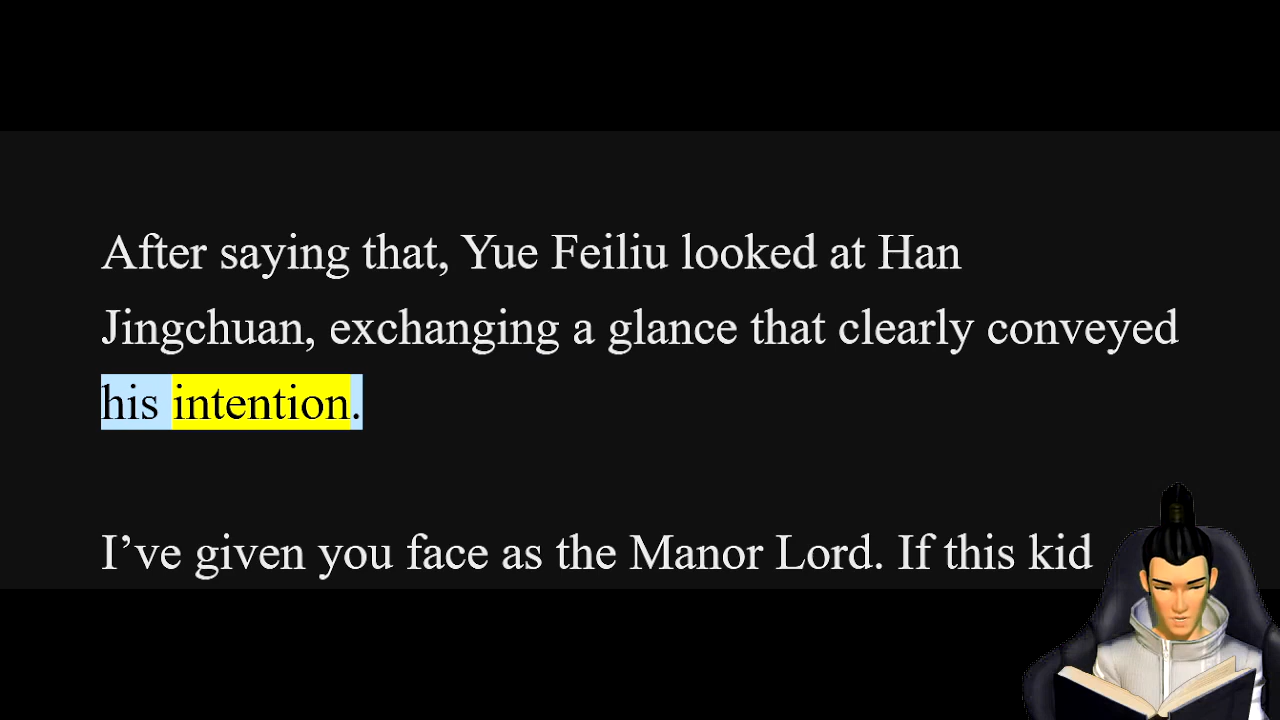 After saying that, Yue Feiliu looked at Han
Jingchuan, exchanging a glance that clearly conveyed
his intention.
I’ve given you face as the Manor Lord. If this kid